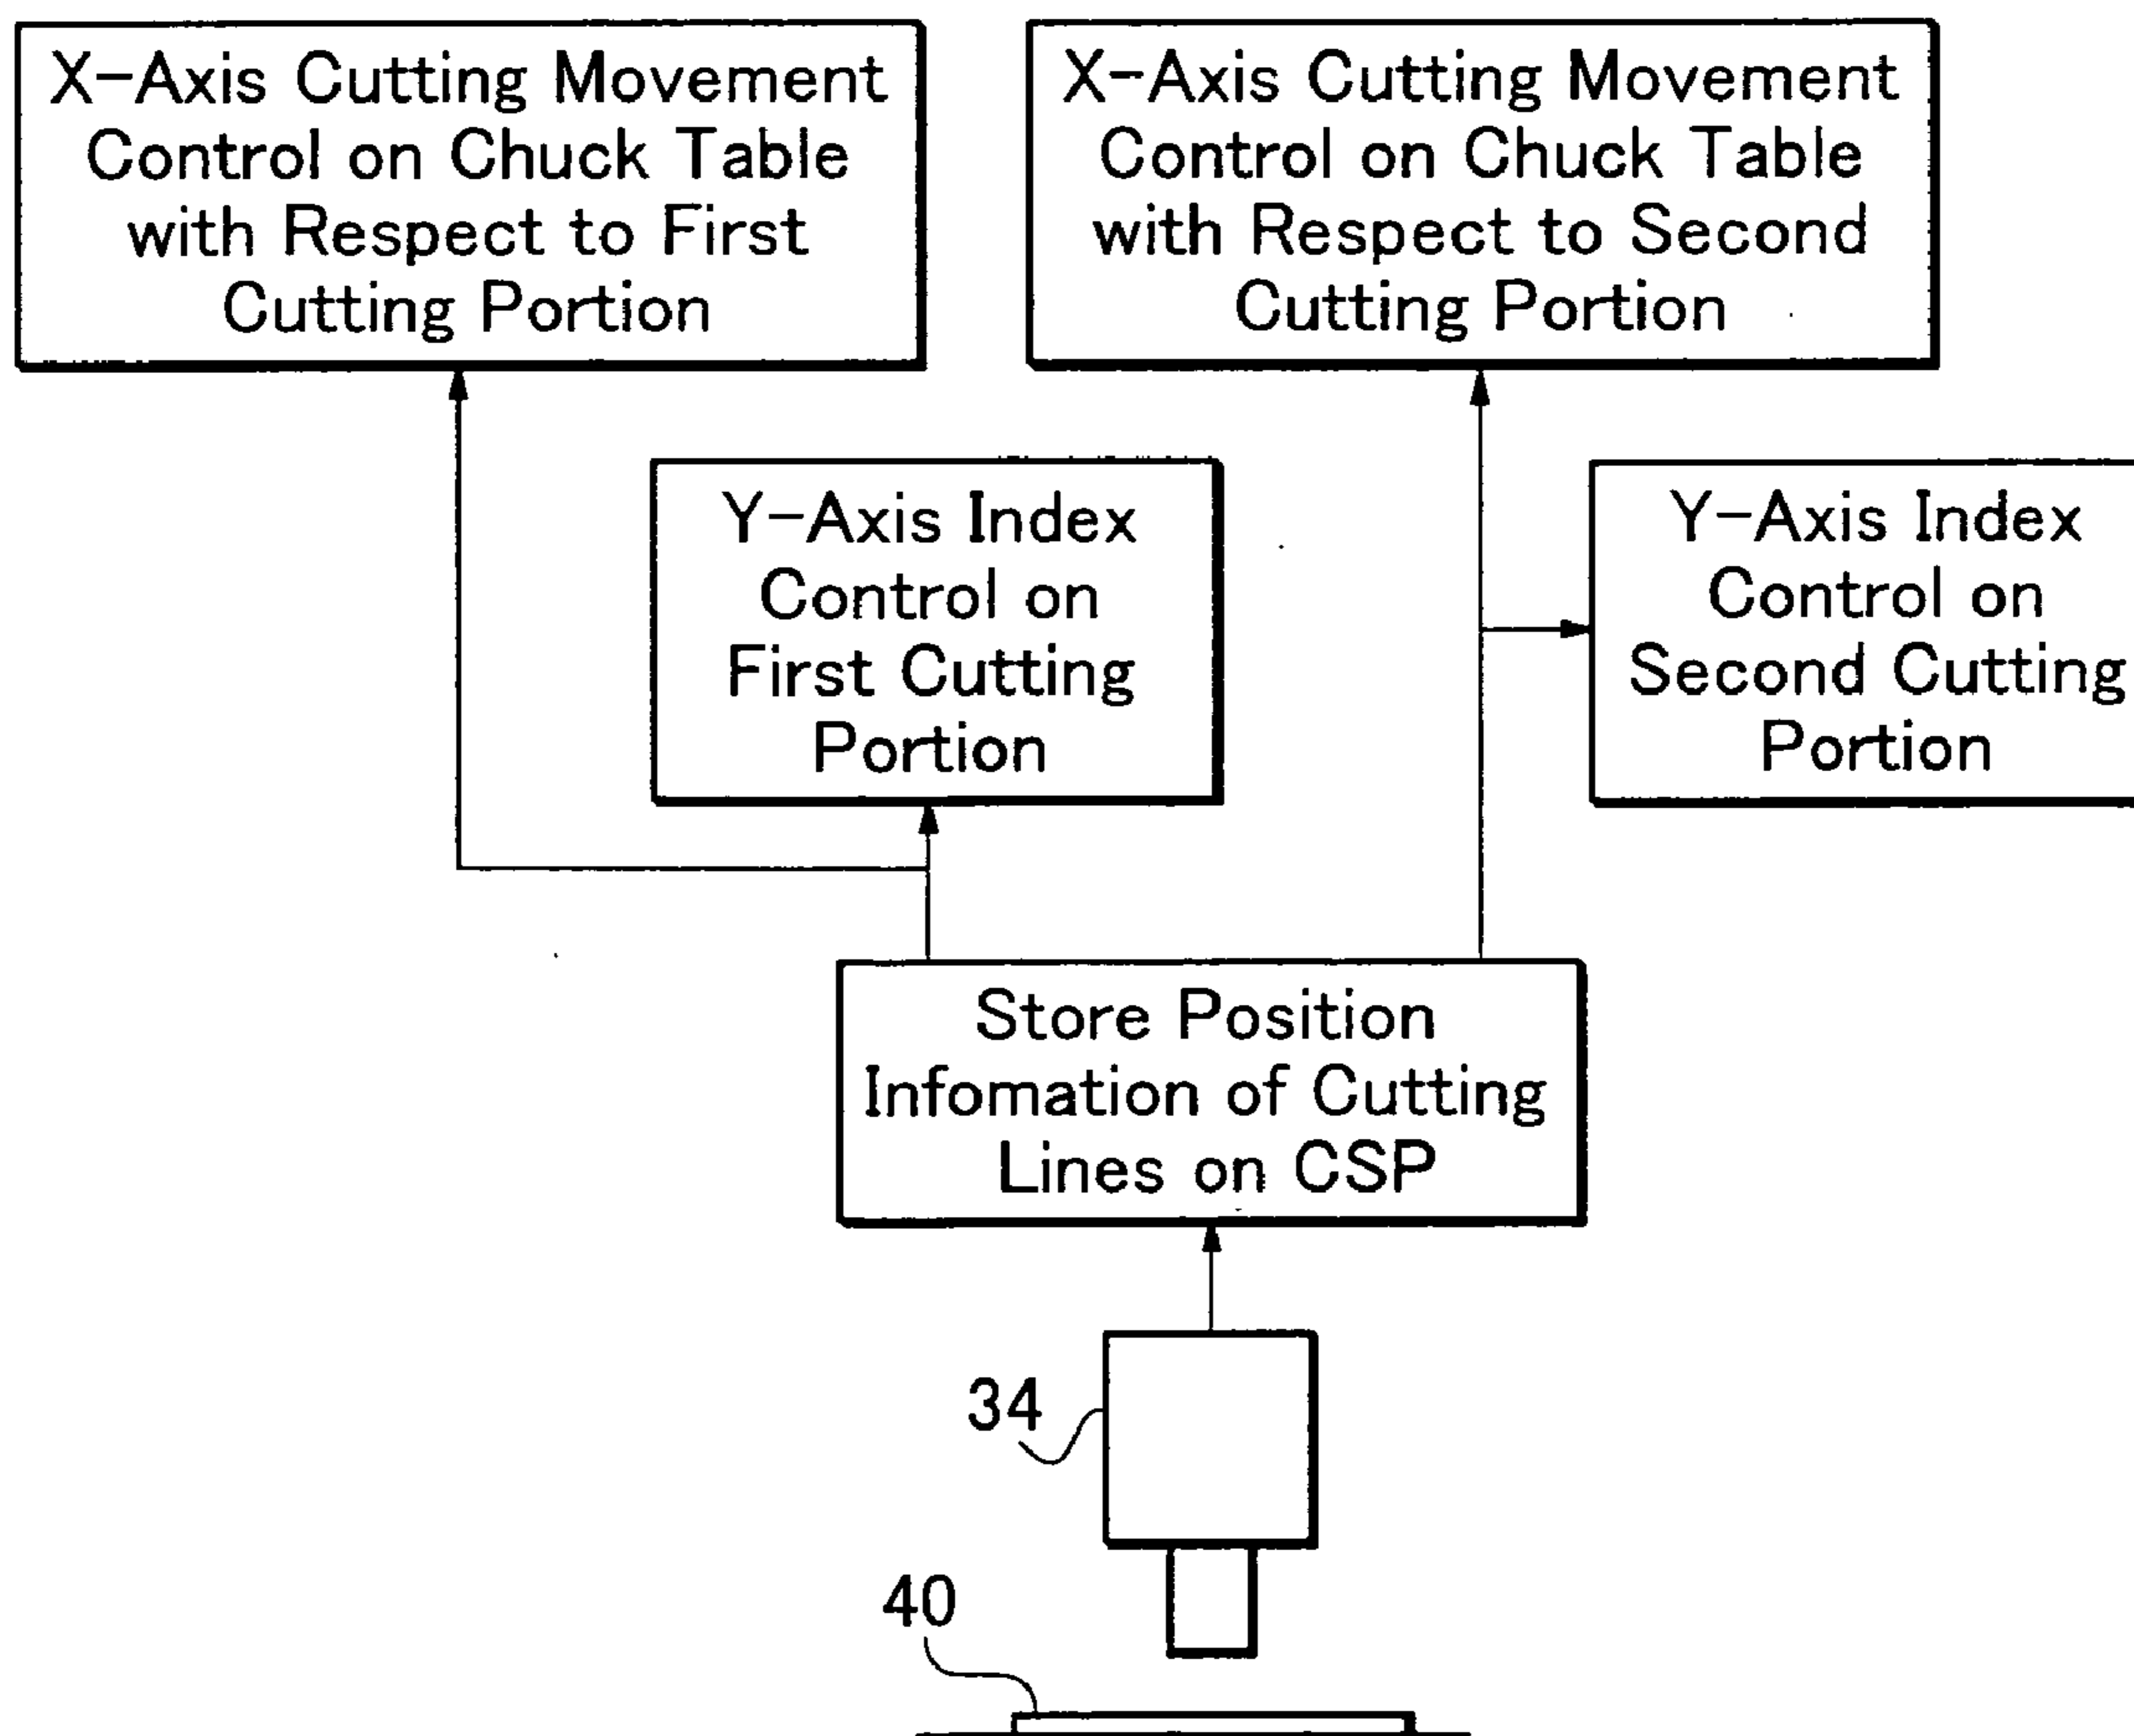 X-Axis Cutting Movement
Control on Chuck Table
with Respect to First
Cutting Portion
X-Axis Cutting Movement
Control on Chuck Table
with Respect to Second
Cutting Portion
Y-Axis Index
Control on
First Cutting
Portion
Y-Axis Index
Control on
Second Cutting
Portion
Store Position
Infomation of Cutting
Lines on CSP
34
40